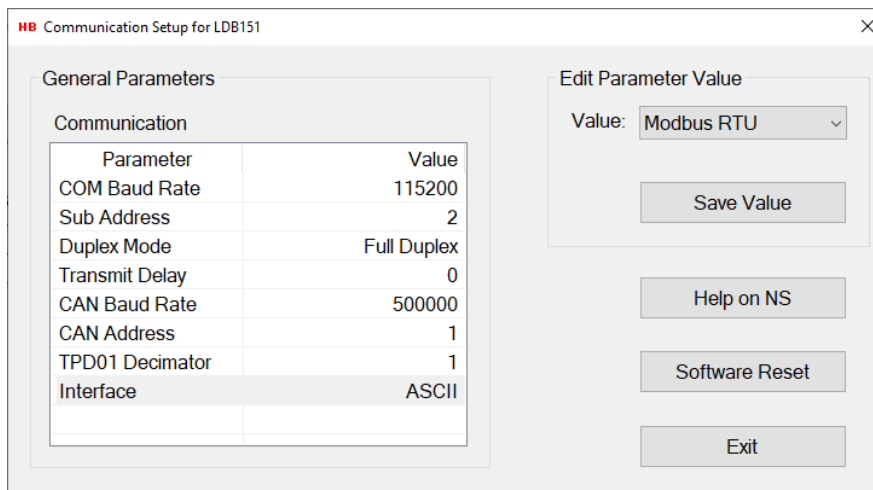 HB Communication Setup for LDB151
General Parameters
Communication
Parameter Value
COM Baud Rate 115200
Sub Address 2
Duplex Mode Full Duplex
Transmit Delay 0
CAN Baud Rate 500000
CAN Address 1
TPD01 Decimator 1
Interface ASCII
Edit Parameter Value
Value: Modbus RTU
Save Value
Help on NS
Software Reset
Exit